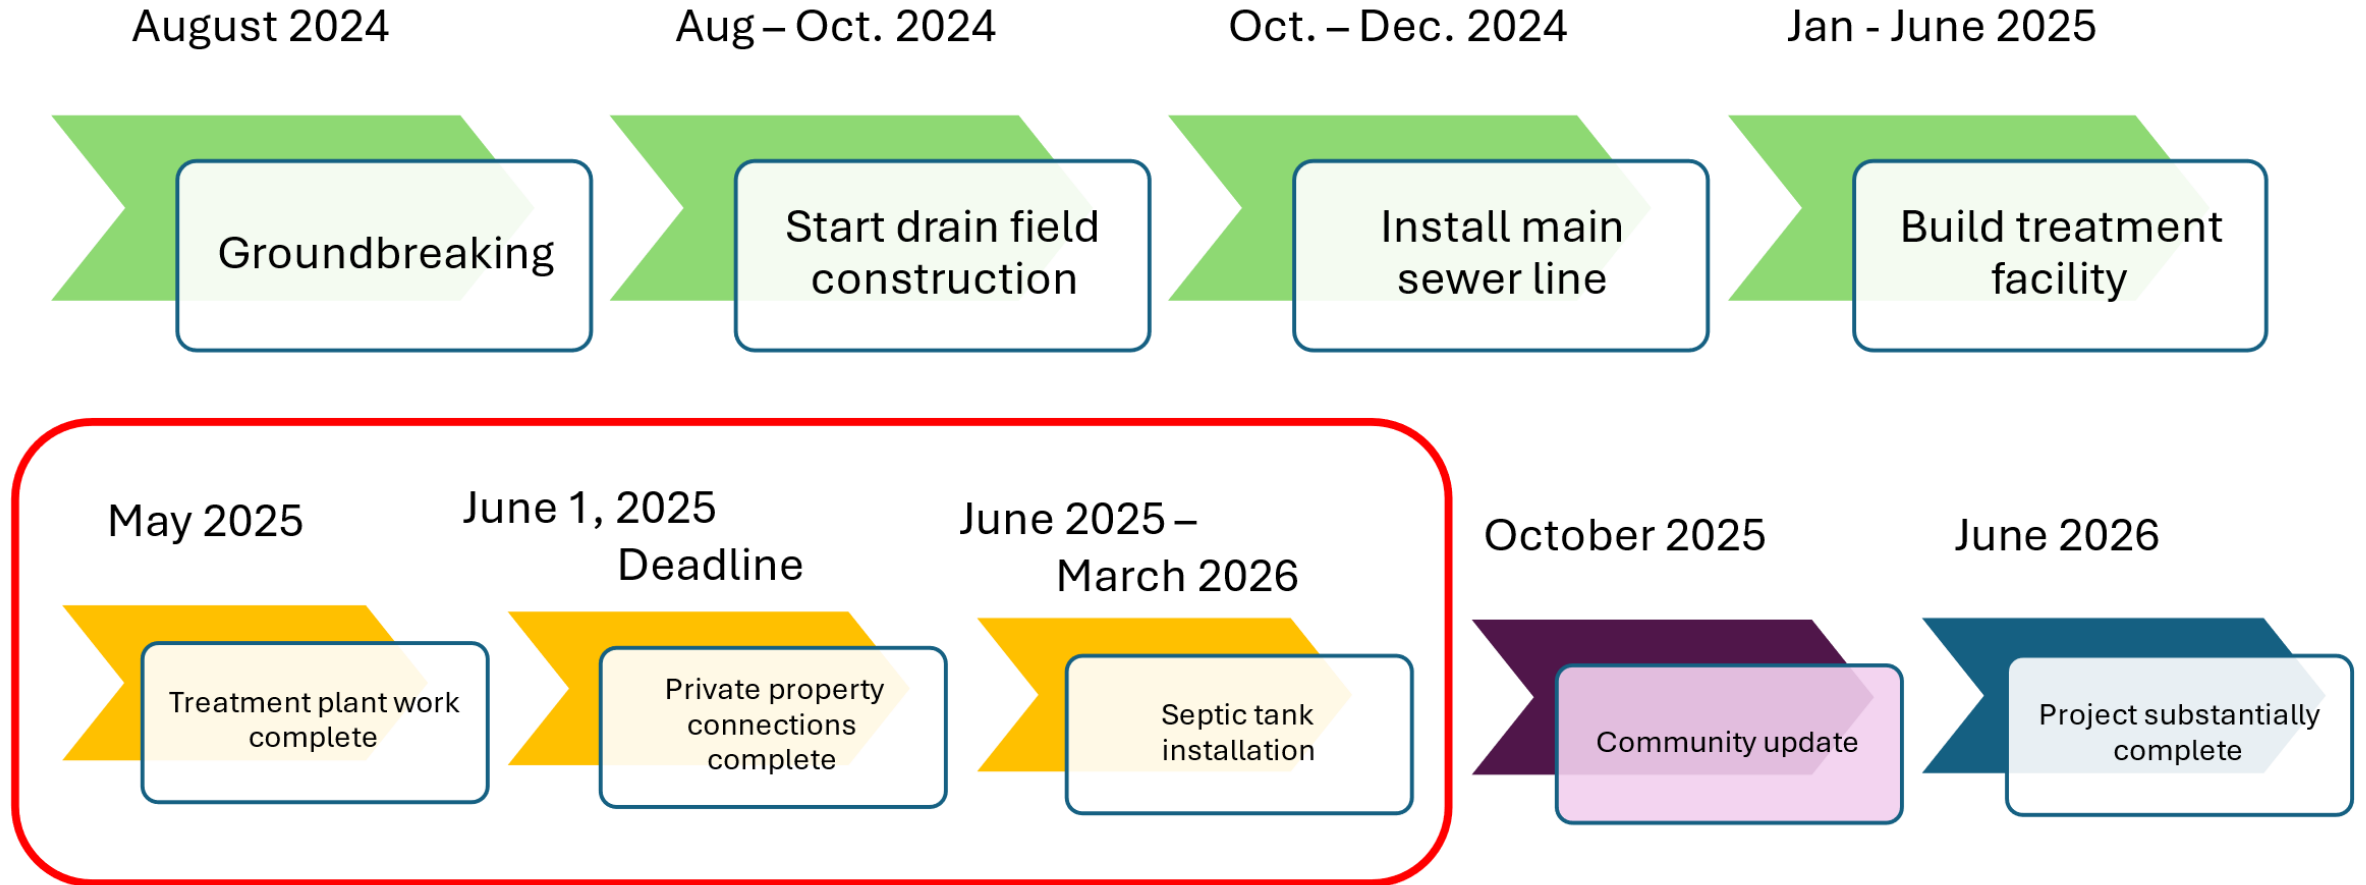 August 2024
Aug – Oct. 2024
Oct. – Dec. 2024
Jan - June 2025
Groundbreaking
Start drain field
construction
Install main
sewer line
Build treatment
facility
May 2025
June 1, 2025
Deadline
June 2025 –
March 2026
October 2025
June 2026
Treatment plant work
complete
Private property
connections
complete
Septic tank
installation
Community update
Project substantially
complete